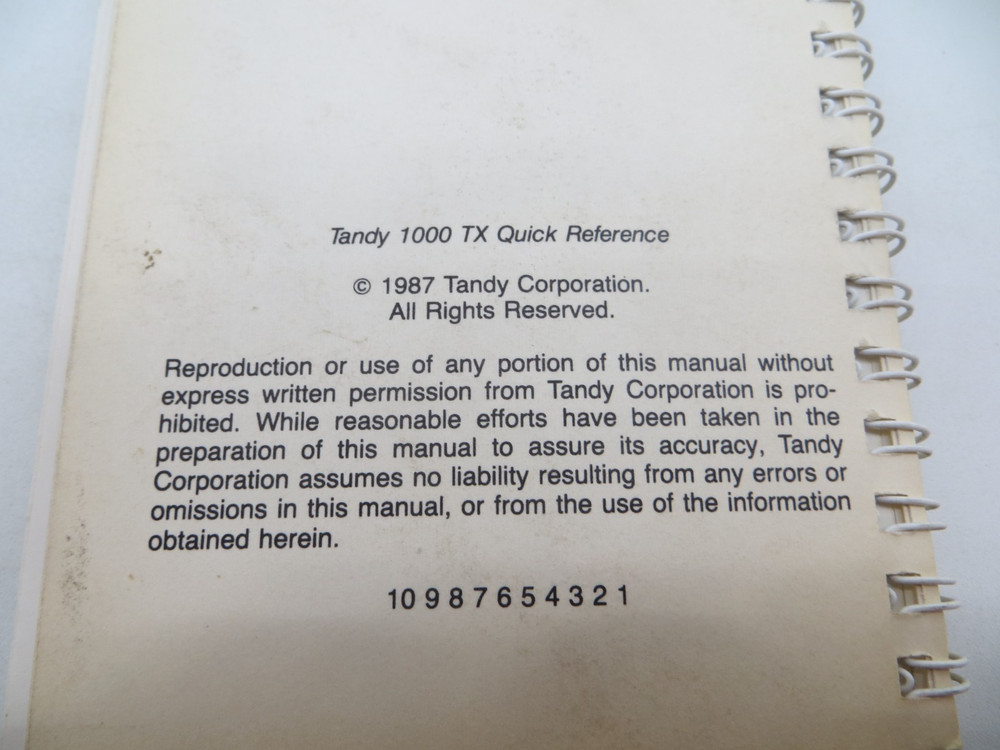 Tandy 1000 TX Quick Reference
© 1987 Tandy Corporation.
All Rights Reserved.
Reproduction or use of any portion of this manual without
express written permission from Tandy Corporation is pro-
hibited. While reasonable efforts have been taken in the
preparation of this manual to assure its accuracy, Tandy
Corporation assumes no liability resulting from any errors or
omissions in this manual, or from the use of the information
obtained herein.
10 9 8 7 6 5 4 3 2 1